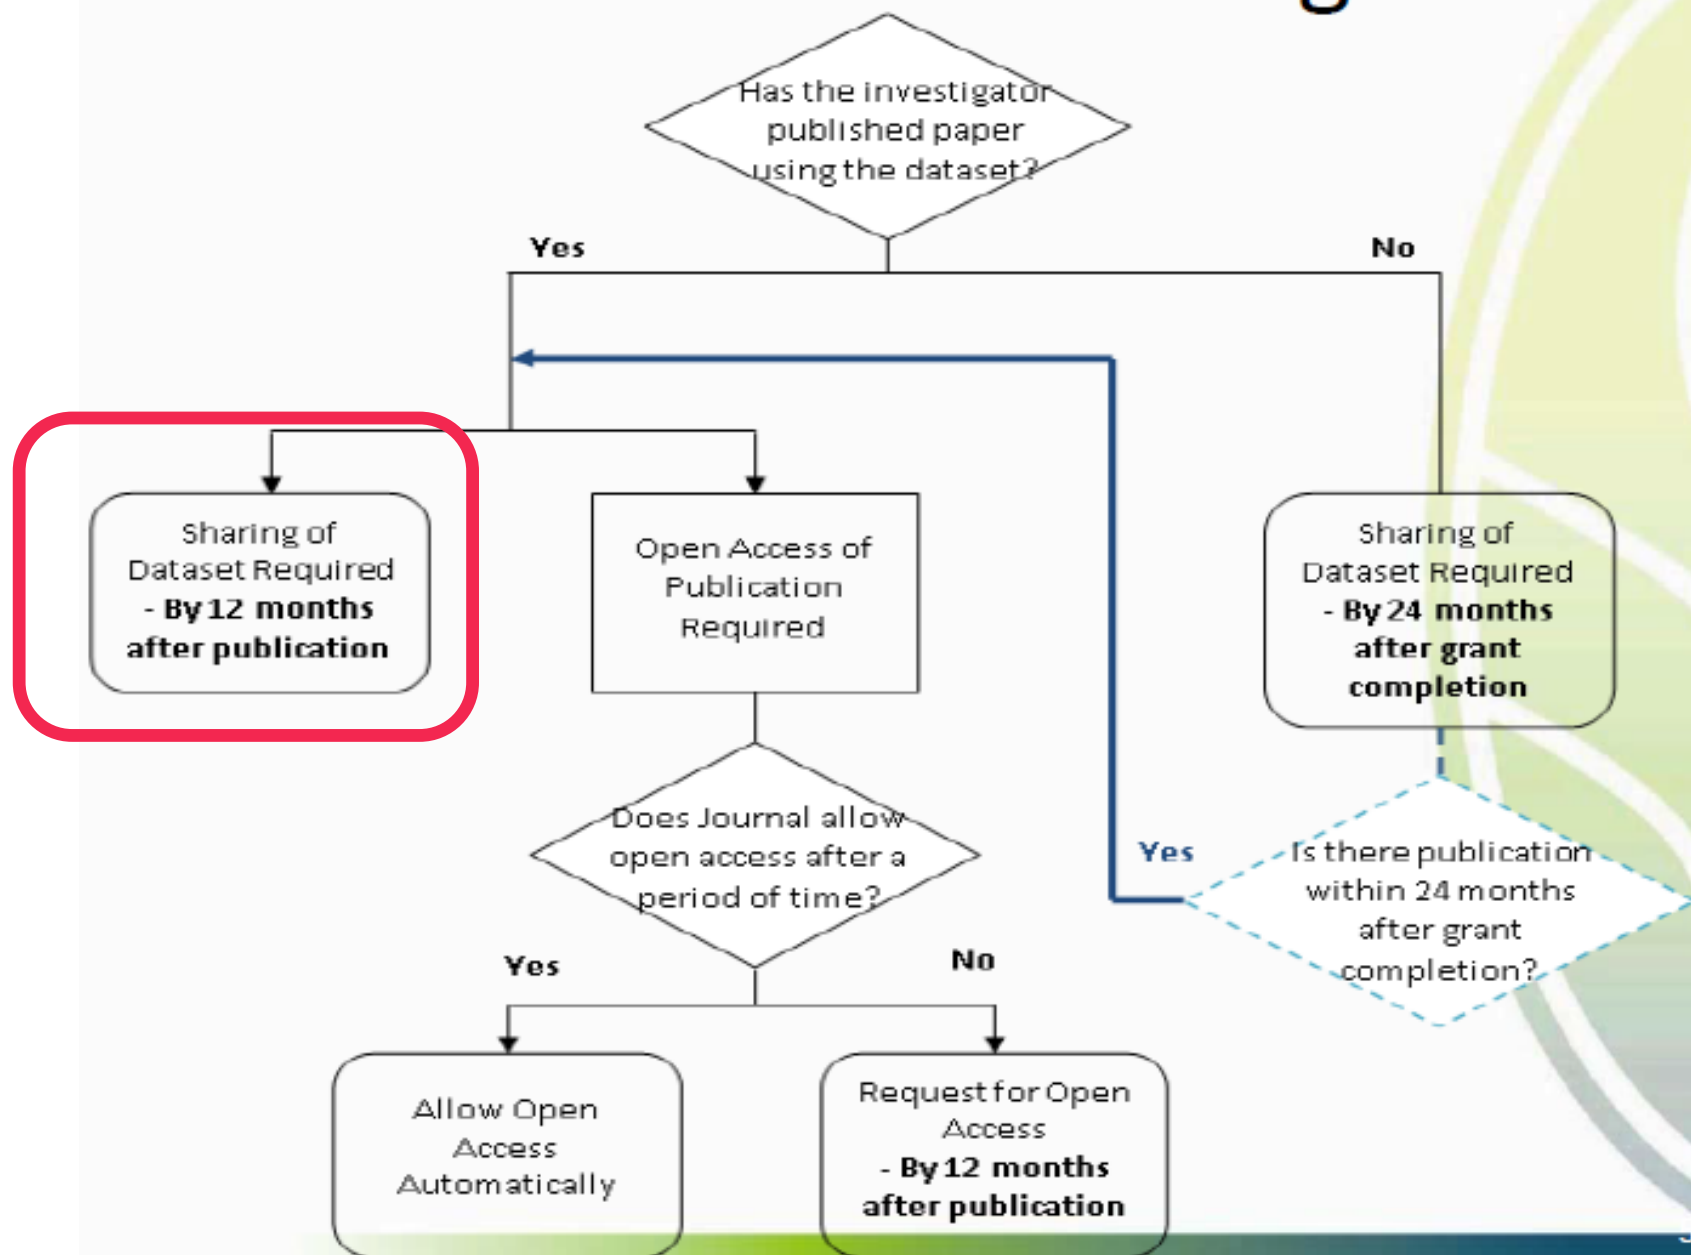 Has the investigator
published paper
using the dataset?
Yes
No
Sharing of
Dataset Required
- By 12 months
after publication
Open Access of
Publication
Required
Sharing of
Dataset Required
- By 24 months
after grant
completion
Does Journal allow
open access after a
period of time?
Yes
Is there publication
within 24 months
after grant
completion?
Yes
No
Allow Open
Access
Automatically
Request for Open
Access
- By 12 months
after publication